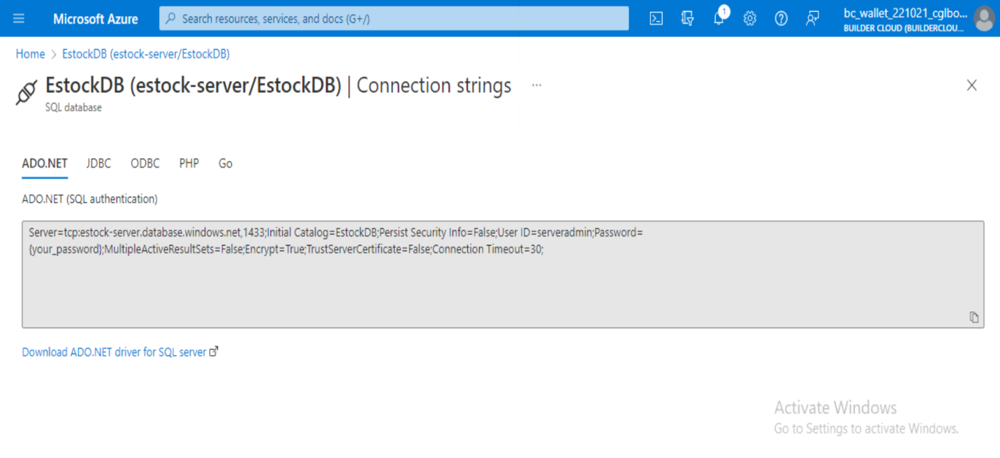 Microsoft Azure
Search resources, services, and docs (G+/)
1
bc_wallet_221021_cglbo...
BUILDER CLOUD (BUILDERCLOU...
Home > EstockDB (estock-server/EstockDB)
EstockDB (estock-server/EstockDB) | Connection strings ...
SQL database
ADO.NET JDBC ODBC PHP Go
ADO.NET (SQL authentication)
Server=tcp:estock-server.database.windows.net,1433;Initial Catalog=EstockDB;Persist Security Info=False;User ID=serveradmin;Password=
{your_password};MultipleActiveResultSets=False;Encrypt=True;TrustServerCertificate=False;Connection Timeout=30;
Download ADO.NET driver for SQL server
Activate Windows
Go to Settings to activate Windows.